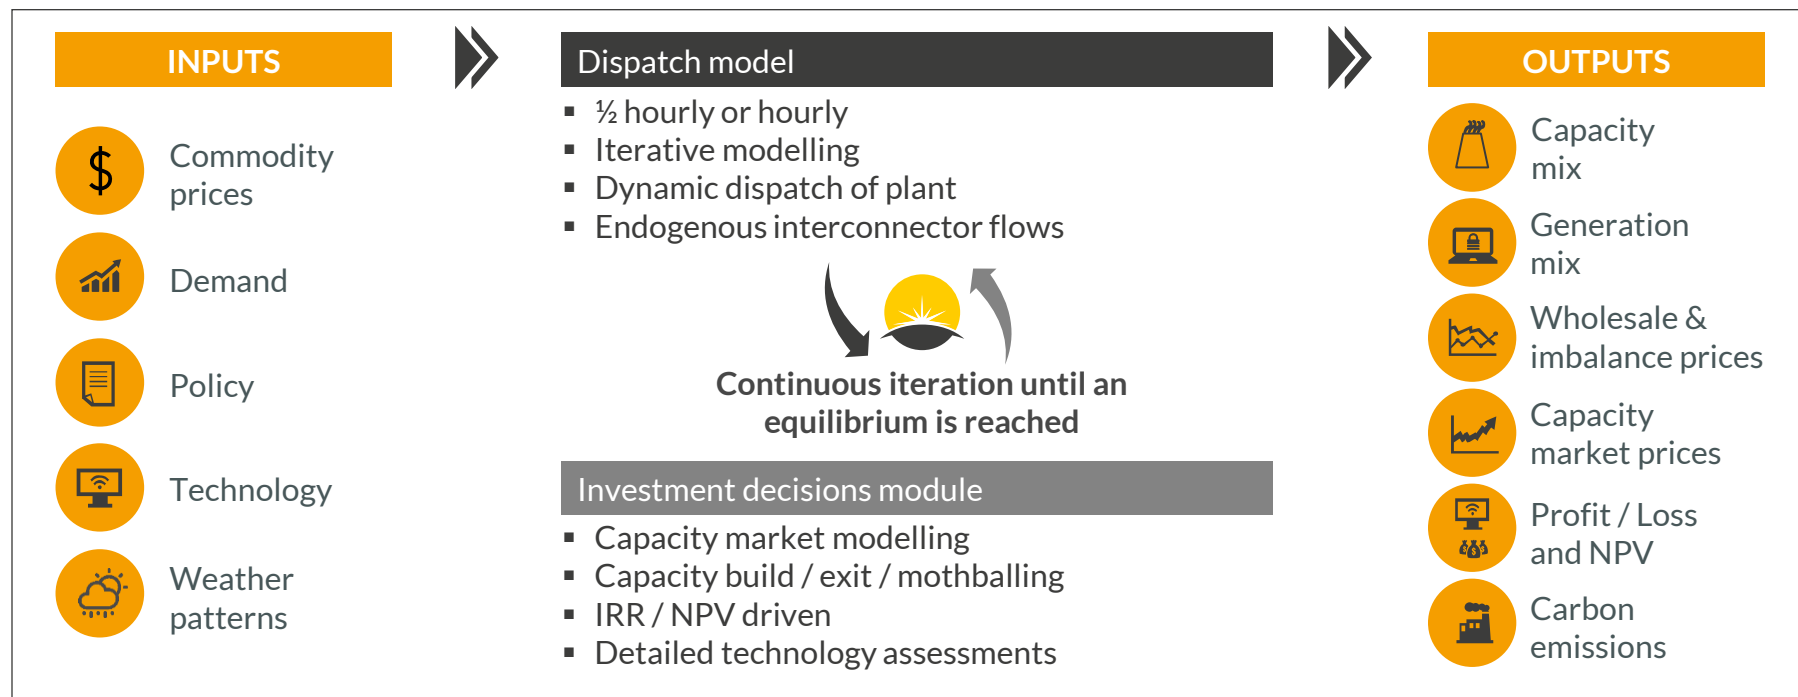 INPUTS
Commodity
prices
Demand
Policy
Technology
Weather
patterns
Dispatch model
▪ ½ hourly or hourly
▪ Iterative modelling
▪ Dynamic dispatch of plant
▪ Endogenous interconnector flows
Continuous iteration until an
equilibrium is reached
Investment decisions module
▪ Capacity market modelling
▪ Capacity build / exit / mothballing
▪ IRR / NPV driven
▪ Detailed technology assessments
OUTPUTS
Capacity
mix
Generation
mix
Wholesale &
imbalance prices
Capacity
market prices
Profit / Loss
and NPV
Carbon
emissions